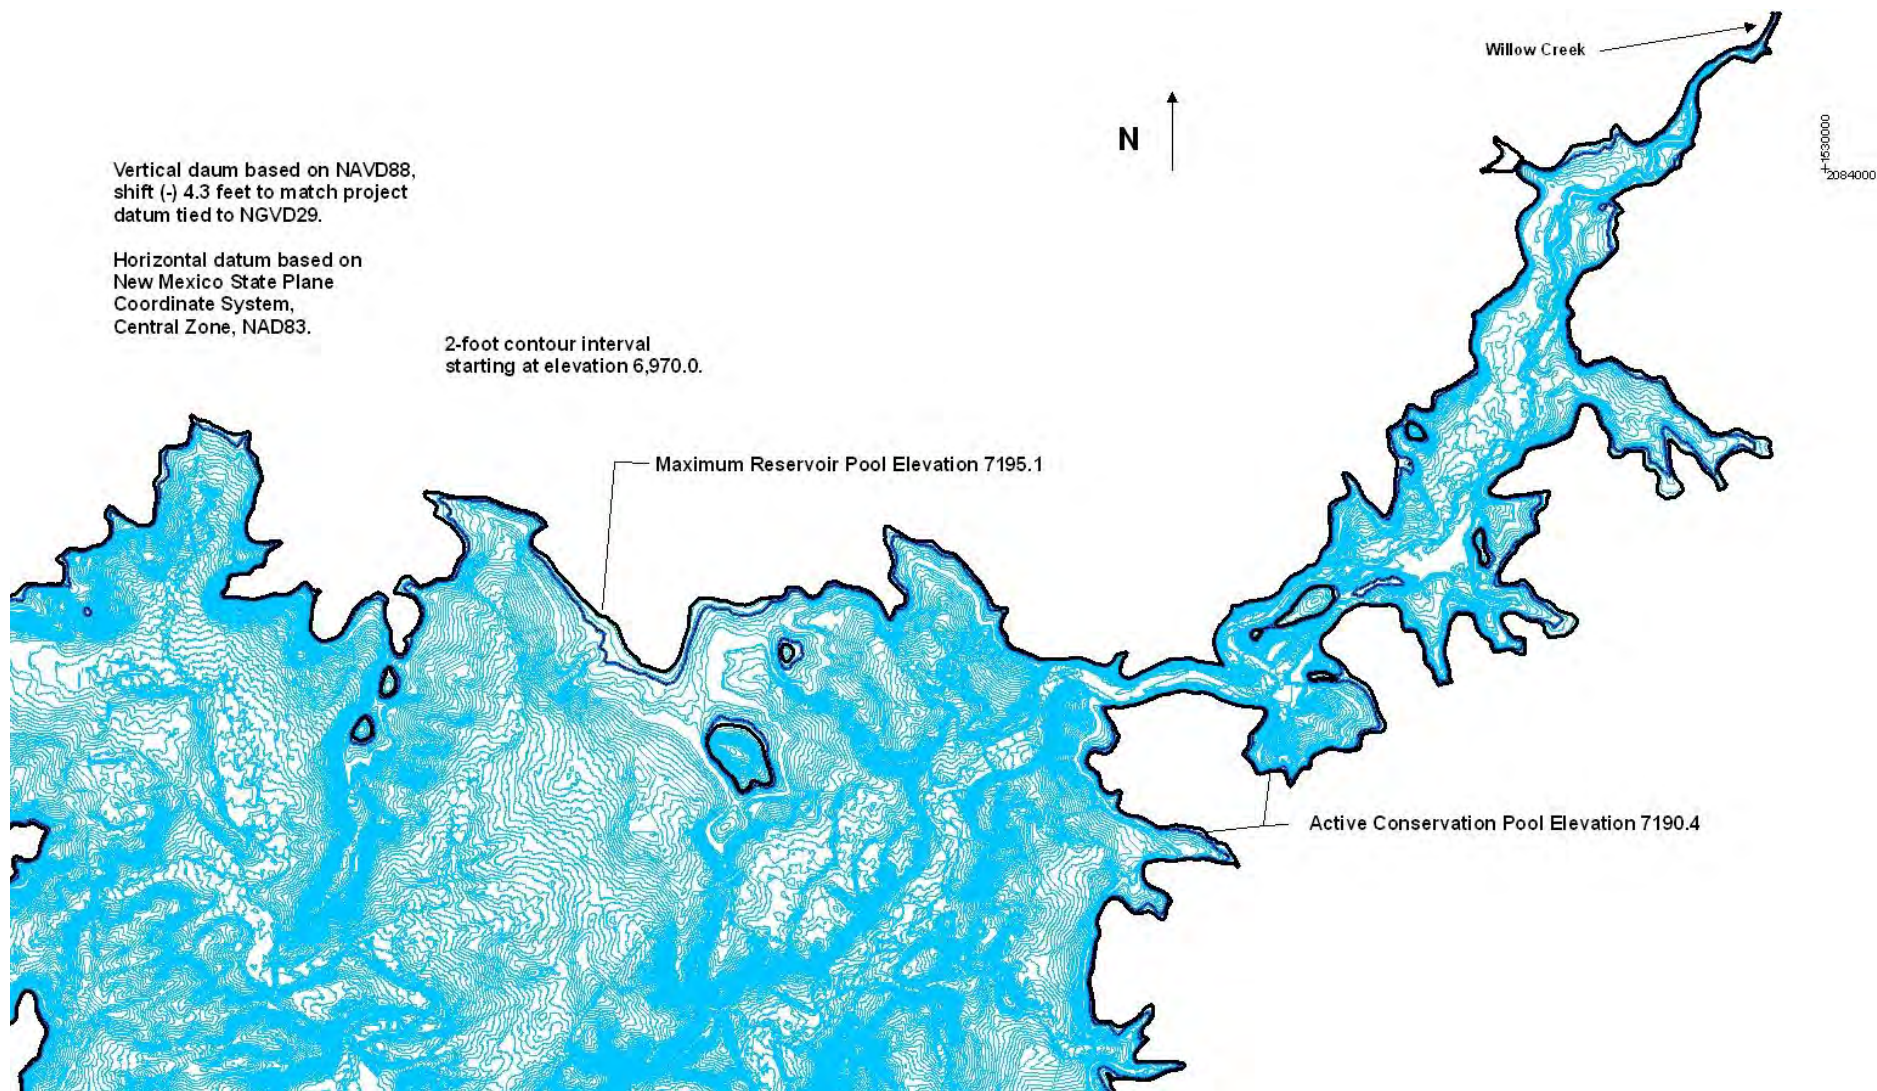 Willow Creek
N
+1530000
2084000
Vertical daum based on NAVD88,
shift (-) 4.3 feet to match project
datum tied to NGVD29.
Horizontal datum based on
New Mexico State Plane
Coordinate System,
Central Zone, NAD83.
2-foot contour interval
starting at elevation 6,970.0.
Maximum Reservoir Pool Elevation 7195.1
Active Conservation Pool Elevation 7190.4